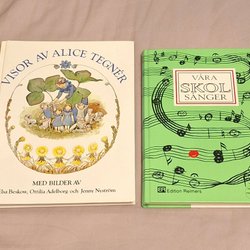 VISOR AV ALICE TEGNÉR
MED BILDER AV
Elsa Beskow, Ottilia Adelborg och Jenny Nyström
VÅRA
SKOL
SÅNGER
Edition Reimers